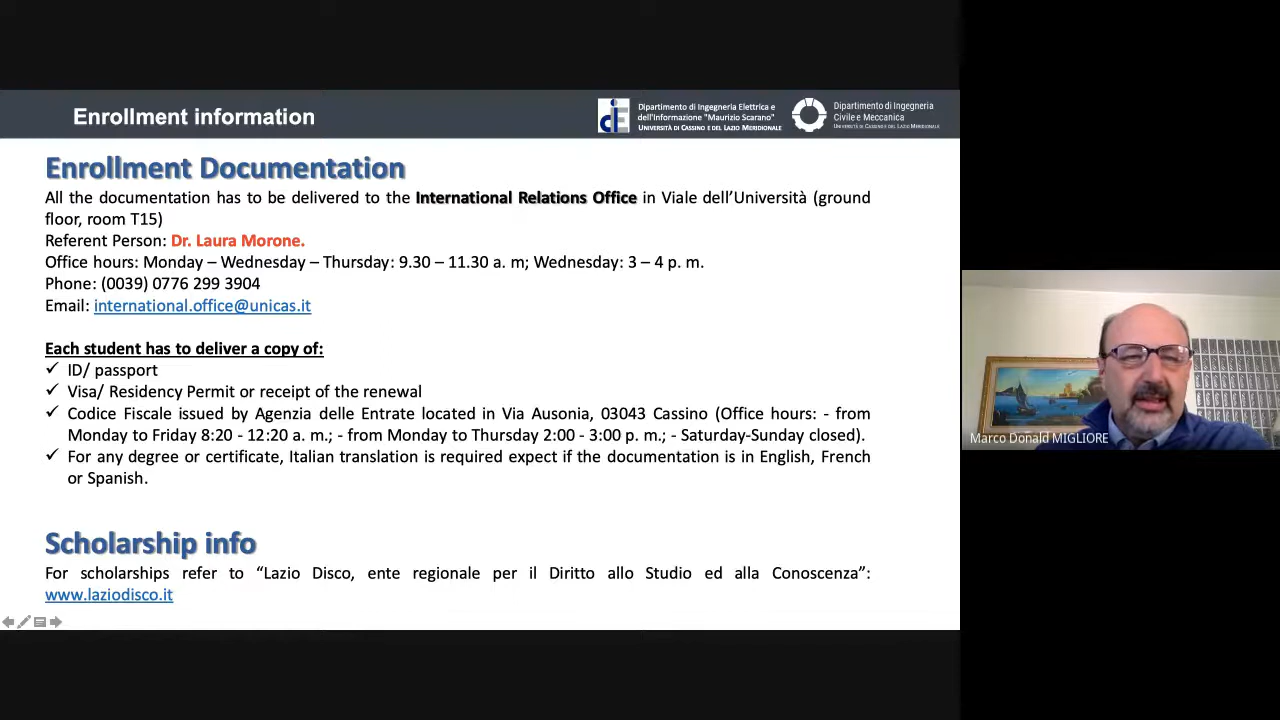 Enrollment information
Dipartimento di Ingegneria Elettrica e
dell'Informazione "Maurizio Scarano"
UNIVERSITÀ DI CASSINO E DEL LAZIO MERIDIONALE
Dipartimento di Ingegneria
Civile e Meccanica
UNIVERSITÀ DI CASSINO E DEL LAZIO MERIDIONALE
Enrollment Documentation
All the documentation has to be delivered to the International Relations Office in Viale dell'Università (ground
floor, room T15)
Referent Person: Dr. Laura Morone.
Office hours: Monday – Wednesday – Thursday: 9.30 – 11.30 a. m; Wednesday: 3 – 4 p. m.
Phone: (0039) 0776 299 3904
Email: international.office@unicas.it
Each student has to deliver a copy of:
✓ ID/ passport
✓ Visa/ Residency Permit or receipt of the renewal
✓ Codice Fiscale issued by Agenzia delle Entrate located in Via Ausonia, 03043 Cassino (Office hours: - from
Monday to Friday 8:20 - 12:20 a. m.; - from Monday to Thursday 2:00 - 3:00 p. m.; - Saturday-Sunday closed).
✓ For any degree or certificate, Italian translation is required expect if the documentation is in English, French
or Spanish.
Scholarship info
For scholarships refer to "Lazio Disco, ente regionale per il Diritto allo Studio ed alla Conoscenza":
www.laziodisco.it
Marco Donald MIGLIORE